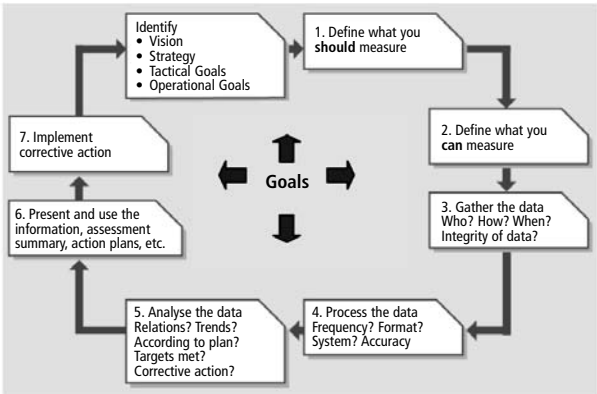 Identify
• Vision
• Strategy
• Tactical Goals
• Operational Goals
1. Define what you
should measure
2. Define what you
can measure
3. Gather the data
Who? How? When?
Integrity of data?
4. Process the data
Frequency? Format?
System? Accuracy
5. Analyse the data
Relations? Trends?
According to plan?
Targets met?
Corrective action?
6. Present and use the
information, assessment
summary, action plans, etc.
7. Implement
corrective action
Goals